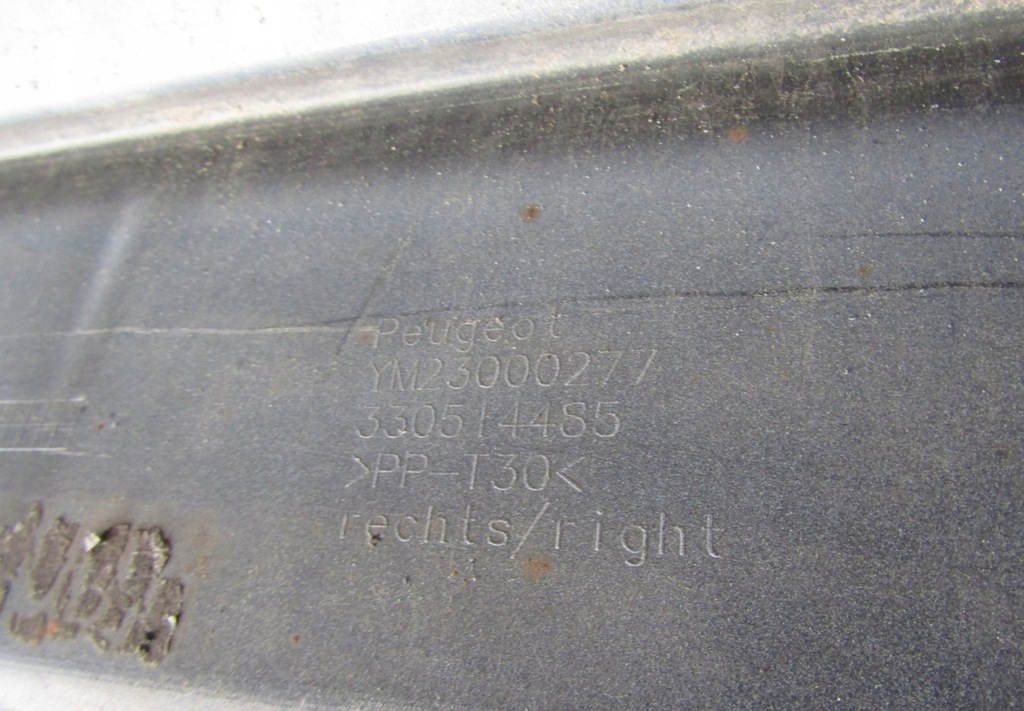 Peugeot
YM23000277
330514485
>PP-T30<
rechts/right